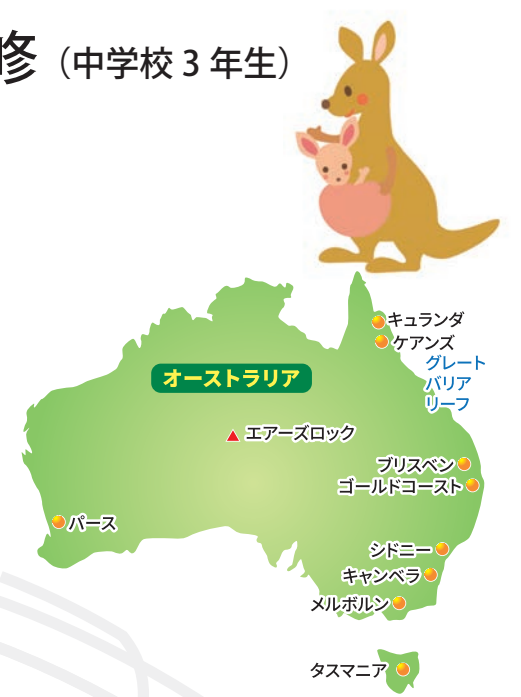 修（中学校 3 年生）
キュランダ
ケアンズ
グレート
バリア
リーフ
オーストラリア
エアーズロック
ブリスベン
ゴールドコースト
パース
シドニー
キャンベラ
メルボルン
タスマニア